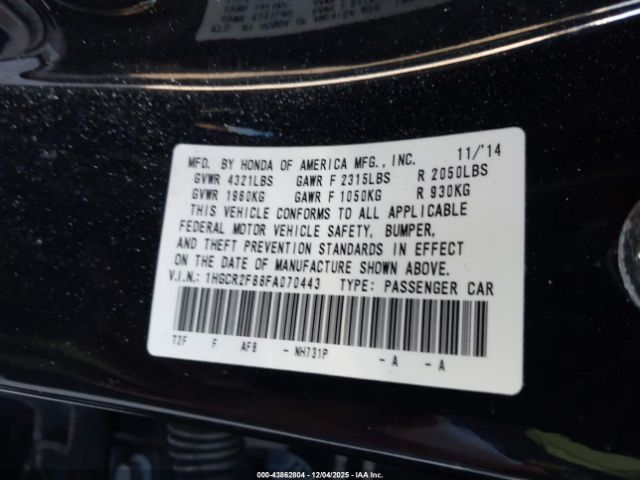 MFD. BY HONDA OF AMERICA MFG., INC. 11/'14
GVWR 4321LBS GAWR F 2315LBS R 2050LBS
GVWR 1960KG GAWR F 1050KG R 930KG
THIS VEHICLE CONFORMS TO ALL APPLICABLE
FEDERAL MOTOR VEHICLE SAFETY, BUMPER,
AND THEFT PREVENTION STANDARDS IN EFFECT
ON THE DATE OF MANUFACTURE SHOWN ABOVE.
V.I.N.: 1HGCR2F86FA070443 TYPE: PASSENGER CAR
T2F F AFB - NH731P - A - A
000-43862804 - 12/04/2025 - IAA Inc.